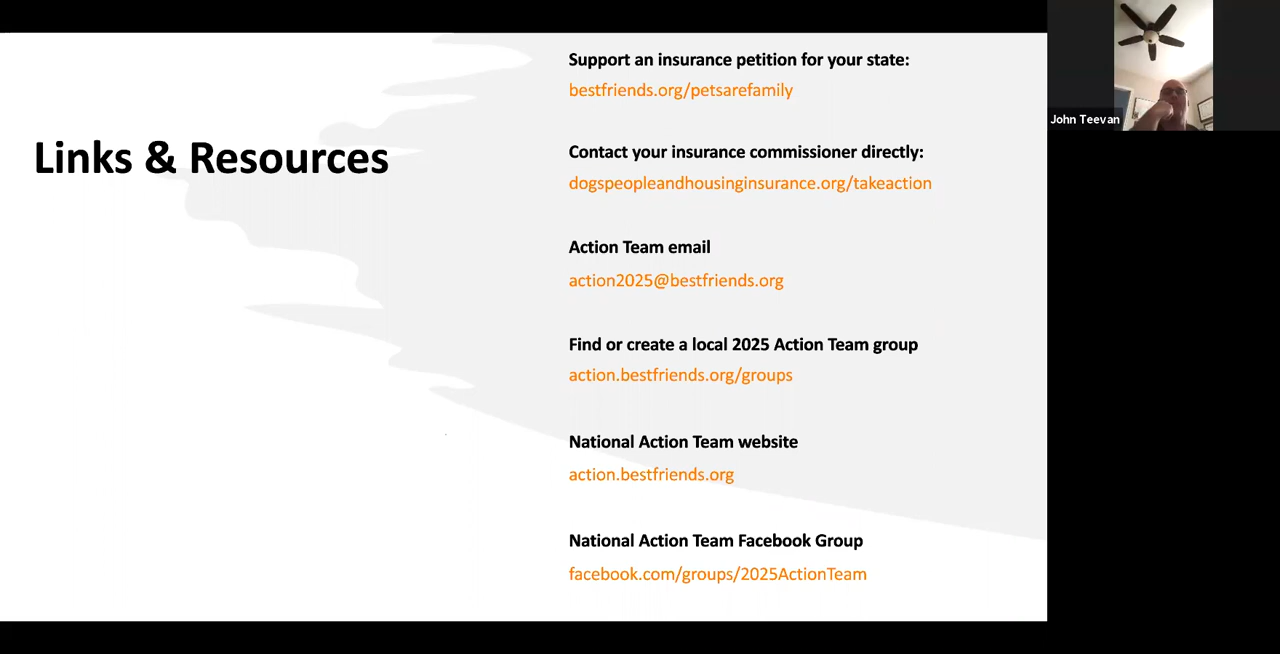 Links & Resources
Support an insurance petition for your state:
bestfriends.org/petsarefamily
Contact your insurance commissioner directly:
dogspeopleandhousinginsurance.org/takeaction
Action Team email
action2025@bestfriends.org
Find or create a local 2025 Action Team group
action.bestfriends.org/groups
National Action Team website
action.bestfriends.org
National Action Team Facebook Group
facebook.com/groups/2025ActionTeam
John Teevan